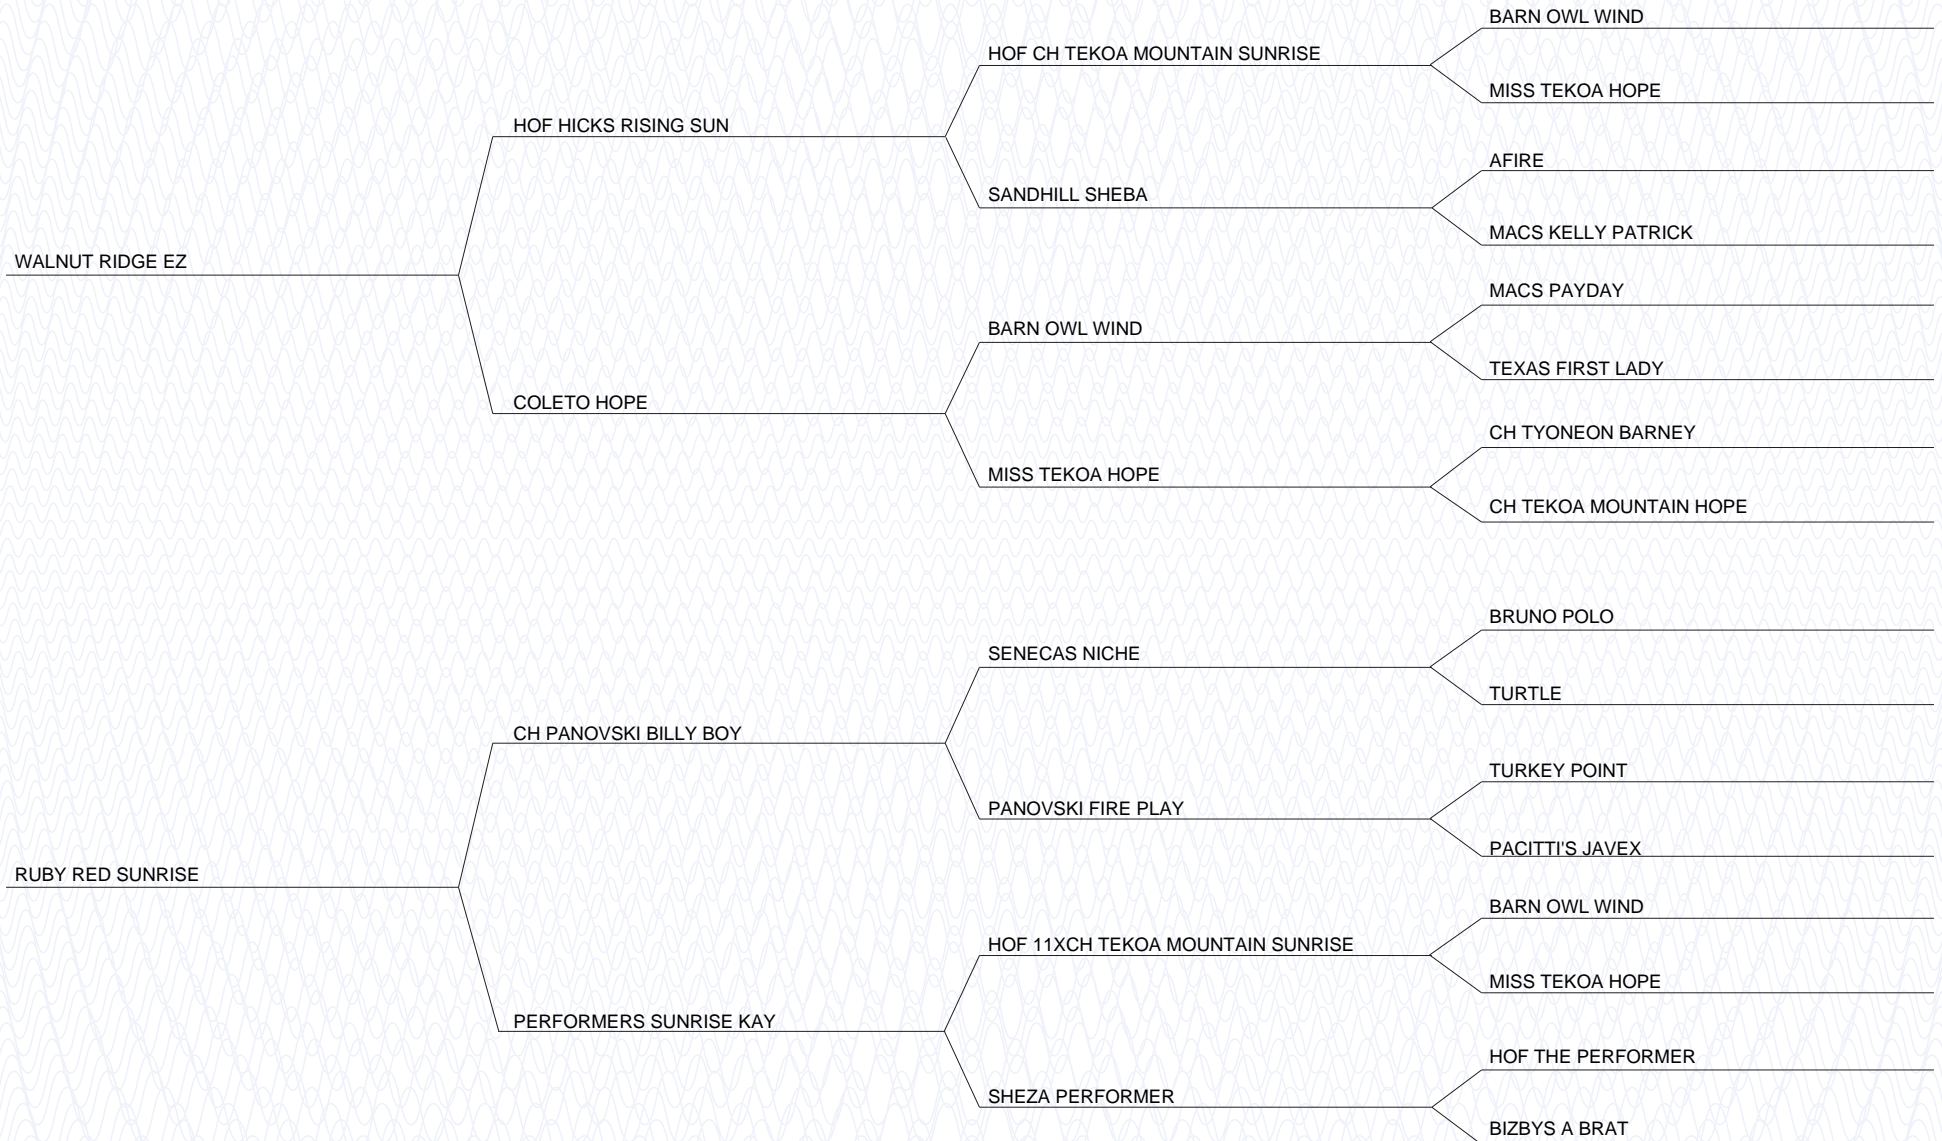 BARN OWL WIND
HOF CH TEKOA MOUNTAIN SUNRISE
MISS TEKOA HOPE
HOF HICKS RISING SUN
AFIRE
SANDHILL SHEBA
MACS KELLY PATRICK
WALNUT RIDGE EZ
MACS PAYDAY
BARN OWL WIND
TEXAS FIRST LADY
COLETO HOPE
CH TYONEON BARNEY
MISS TEKOA HOPE
CH TEKOA MOUNTAIN HOPE
BRUNO POLO
SENECAS NICHE
TURTLE
CH PANOVSKI BILLY BOY
TURKEY POINT
PANOVSKI FIRE PLAY
PACITTI'S JAVEX
RUBY RED SUNRISE
BARN OWL WIND
HOF 11XCH TEKOA MOUNTAIN SUNRISE
MISS TEKOA HOPE
PERFORMERS SUNRISE KAY
HOF THE PERFORMER
SHEZA PERFORMER
BIZBYS A BRAT